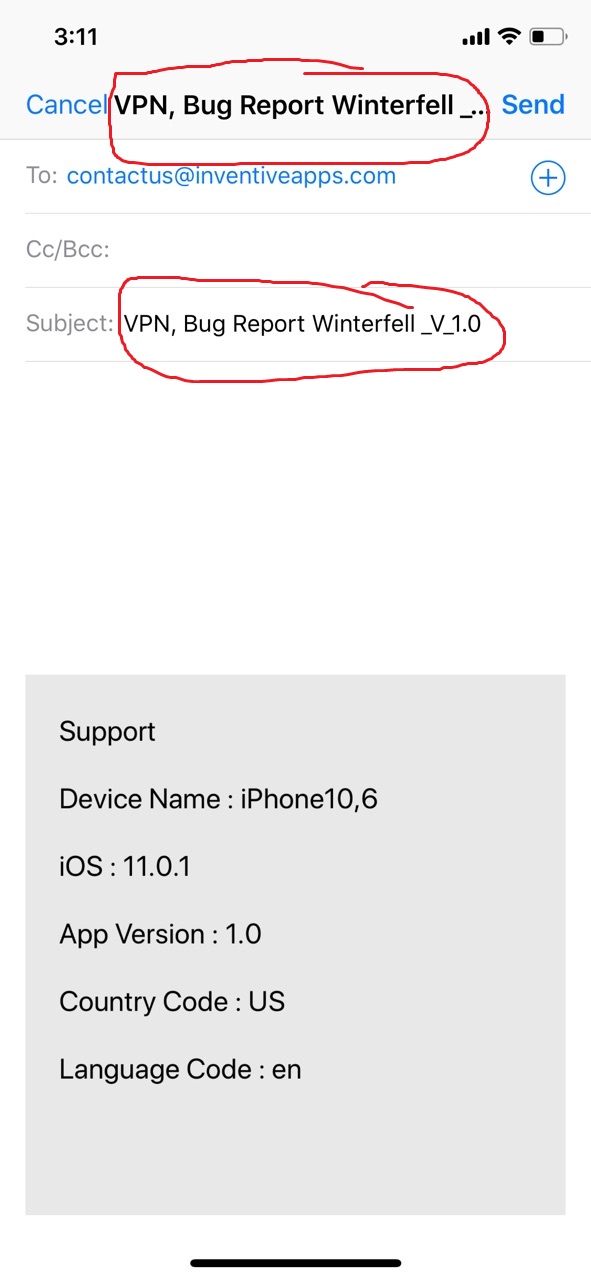 3:11
Cancel VPN, Bug Report Winterfell _... Send
To: contactus@inventiveapps.com
Cc/Bcc:
Subject: VPN, Bug Report Winterfell _V_1.0
Support
Device Name : iPhone10,6
iOS : 11.0.1
App Version : 1.0
Country Code : US
Language Code : en